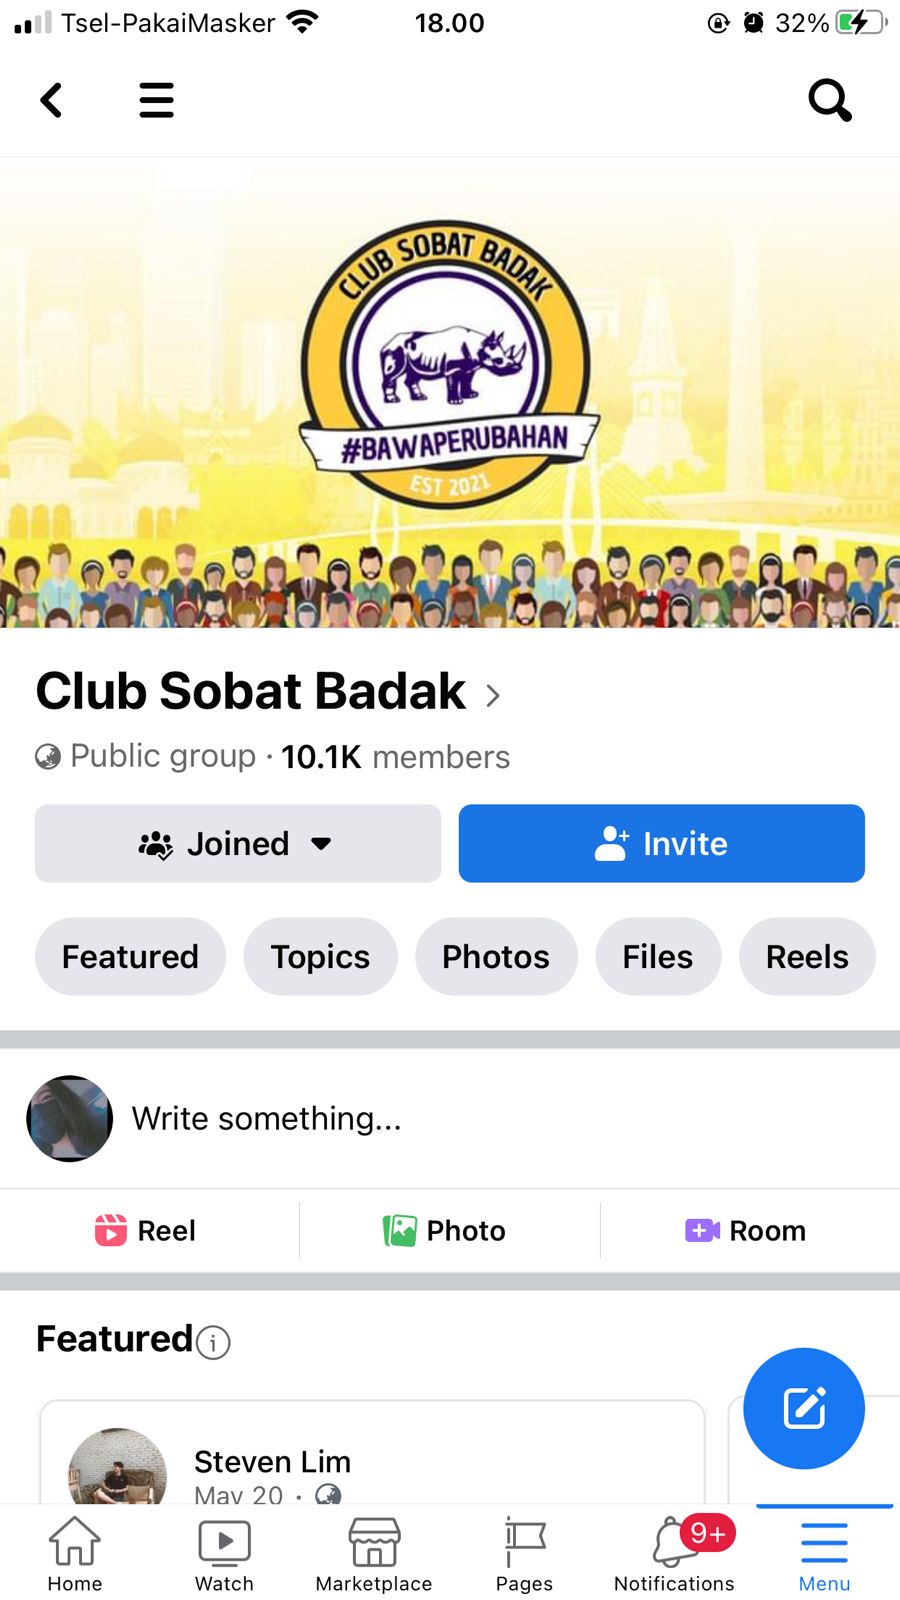 Tsel-PakaiMasker 18.00 32%
CLUB SOBAT BADAK
#BAWAPERUBAHAN
EST 2021
Club Sobat Badak
Public group · 10.1K members
Joined Invite
Featured Topics Photos Files Reels
Write something...
Reel Photo Room
Featured
Steven Lim
May 20 ·
9+
Home Watch Marketplace Pages Notifications Menu